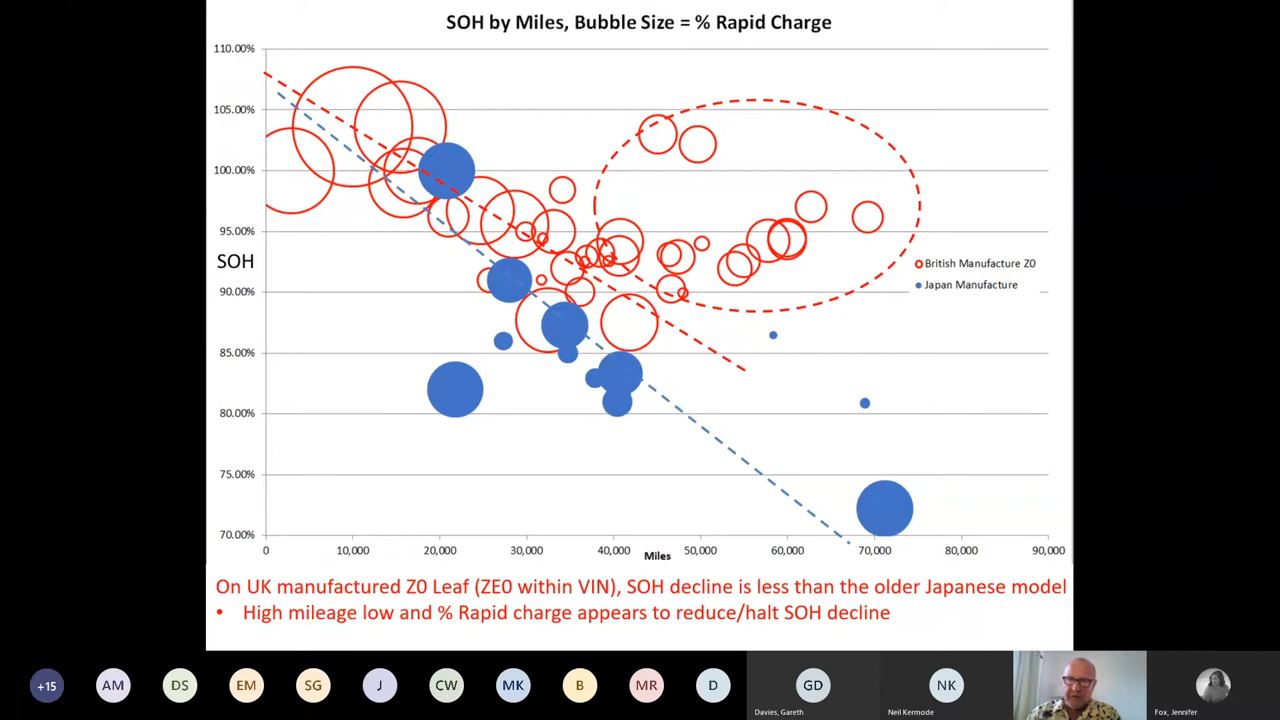 SOH by Miles, Bubble Size = % Rapid Charge
110.00%
105.00%
100.00%
95.00%
SOH
90.00%
85.00%
80.00%
75.00%
70.00%
British Manufacture Z0
Japan Manufacture
0 10,000 20,000 30,000 40,000 50,000 60,000 70,000 80,000 90,000
Miles
On UK manufactured Z0 Leaf (ZE0 within VIN), SOH decline is less than the older Japanese model
• High mileage low and % Rapid charge appears to reduce/halt SOH decline
+15 AM DS EM SG J CW MK B MR D GD NK
Davies, Gareth Neil Kermode Fox, Jennifer